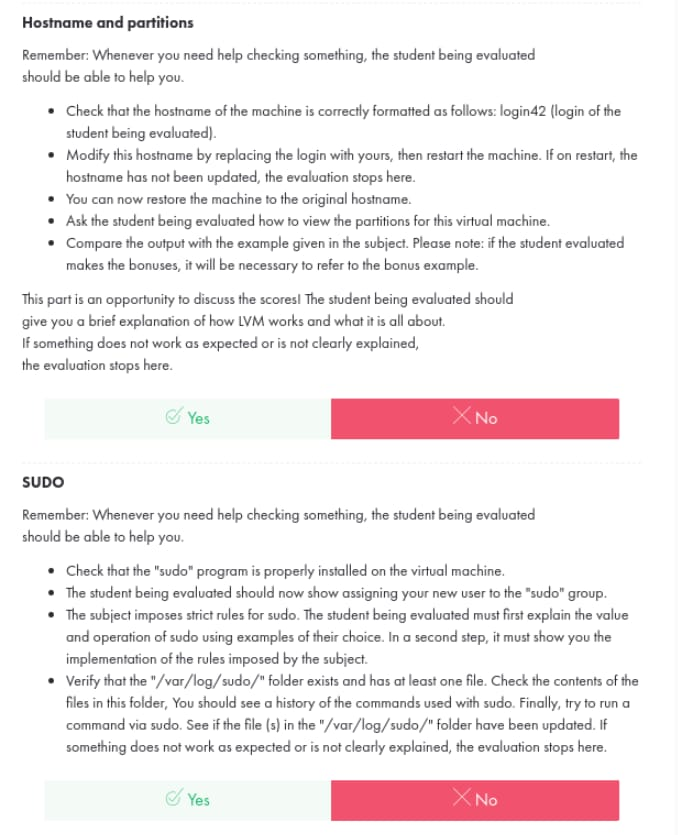 Hostname and partitions
Remember: Whenever you need help checking something, the student being evaluated
should be able to help you.
• Check that the hostname of the machine is correctly formatted as follows: login42 (login of the
student being evaluated).
• Modify this hostname by replacing the login with yours, then restart the machine. If on restart, the
hostname has not been updated, the evaluation stops here.
• You can now restore the machine to the original hostname.
• Ask the student being evaluated how to view the partitions for this virtual machine.
• Compare the output with the example given in the subject. Please note: if the student evaluated
makes the bonuses, it will be necessary to refer to the bonus example.
This part is an opportunity to discuss the scores! The student being evaluated should
give you a brief explanation of how LVM works and what it is all about.
If something does not work as expected or is not clearly explained,
the evaluation stops here.
Yes
No
SUDO
Remember: Whenever you need help checking something, the student being evaluated
should be able to help you.
• Check that the "sudo" program is properly installed on the virtual machine.
• The student being evaluated should now show assigning your new user to the "sudo" group.
• The subject imposes strict rules for sudo. The student being evaluated must first explain the value
and operation of sudo using examples of their choice. In a second step, it must show you the
implementation of the rules imposed by the subject.
• Verify that the "/var/log/sudo/" folder exists and has at least one file. Check the contents of the
files in this folder, You should see a history of the commands used with sudo. Finally, try to run a
command via sudo. See if the file (s) in the "/var/log/sudo/" folder have been updated. If
something does not work as expected or is not clearly explained, the evaluation stops here.
Yes
No